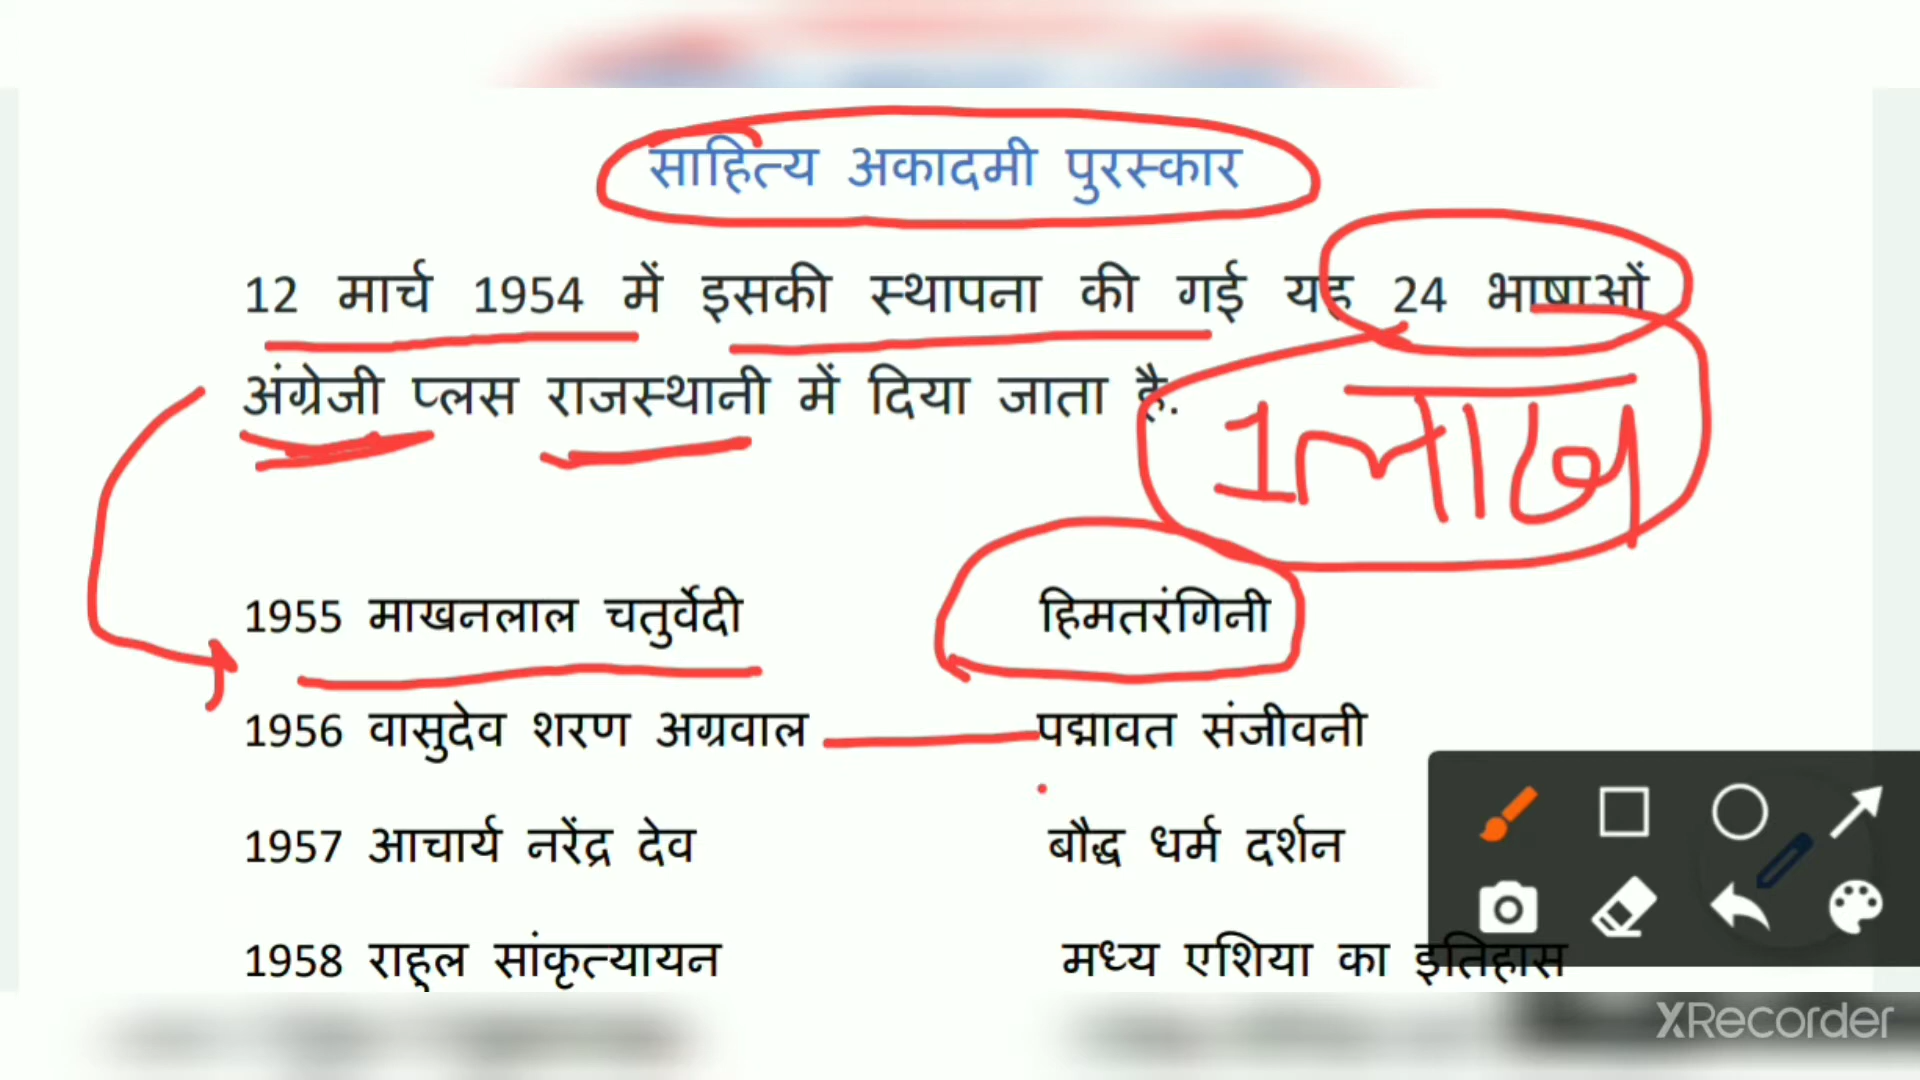 साहित्य अकादमी पुरस्कार
12 मार्च 1954 में इसकी स्थापना की गई यह 24 भाषाओं
अंग्रेजी प्लस राजस्थानी में दिया जाता है.
1लाख
1955 माखनलाल चतुर्वेदी हिमतरंगिनी
1956 वासुदेव शरण अग्रवाल पद्मावत संजीवनी
1957 आचार्य नरेंद्र देव बौद्ध धर्म दर्शन
1958 राहुल सांकृत्यायन मध्य एशिया का इतिहास
XRecorder